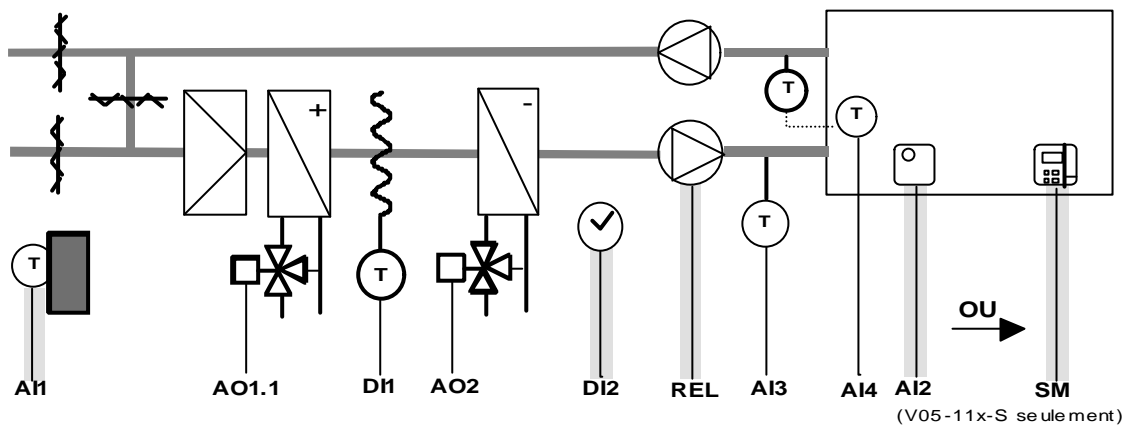 T
T
+
-
T
T
T
OU
AI1 AO1.1 DI1 AO2 DI2 REL AI3 AI4 AI2 SM
(V05-11x-S seulement)